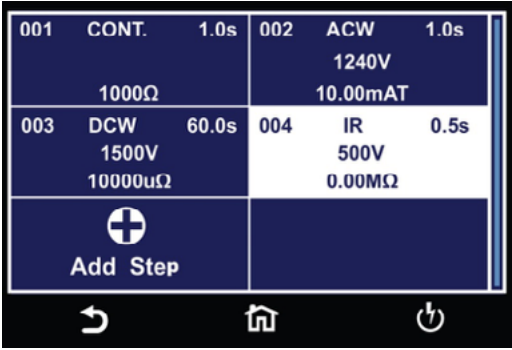 001 CONT. 1.0s
1000Ω
002 ACW 1.0s
1240V
10.00mAT
003 DCW 60.0s
1500V
10000uΩ
004 IR 0.5s
500V
0.00MΩ
Add Step